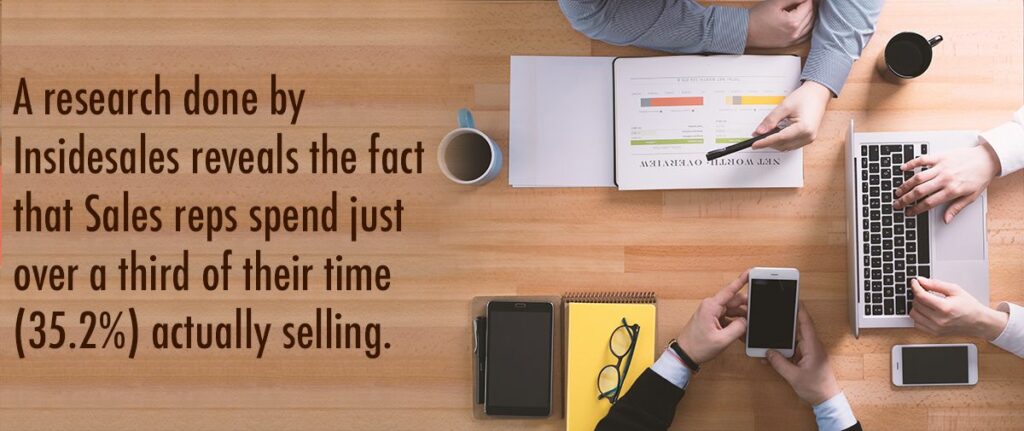 A research done by
Insidesales reveals the fact
that Sales reps spend just
over a third of their time
(35.2%) actually selling.
NET WORTH OVERVIEW